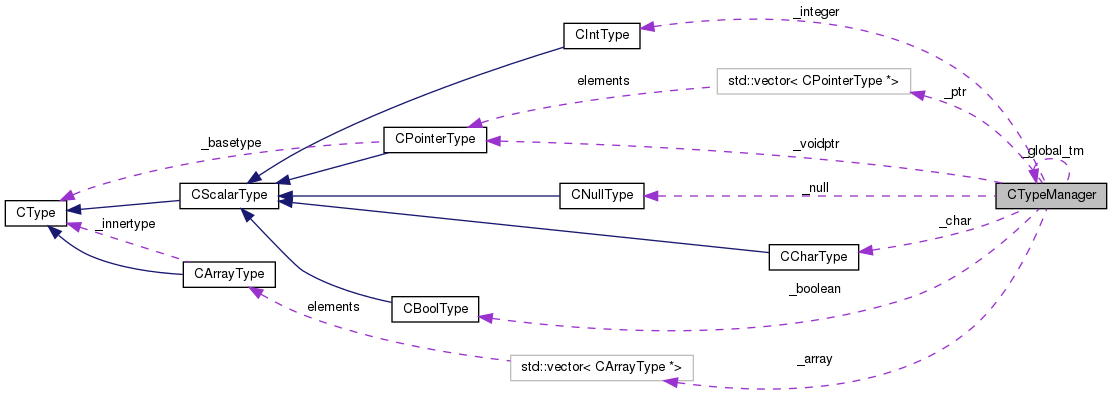 _integer
CIntType
std::vector< CPointerType *>
elements
_ptr
CPointerType
_basetype
_voidptr
_global_tm
CScalarType
CNullType
_null
CTypeManager
CType
_innertype
_char
CCharType
CArrayType
_boolean
elements
CBoolType
std::vector< CArrayType *>
_array